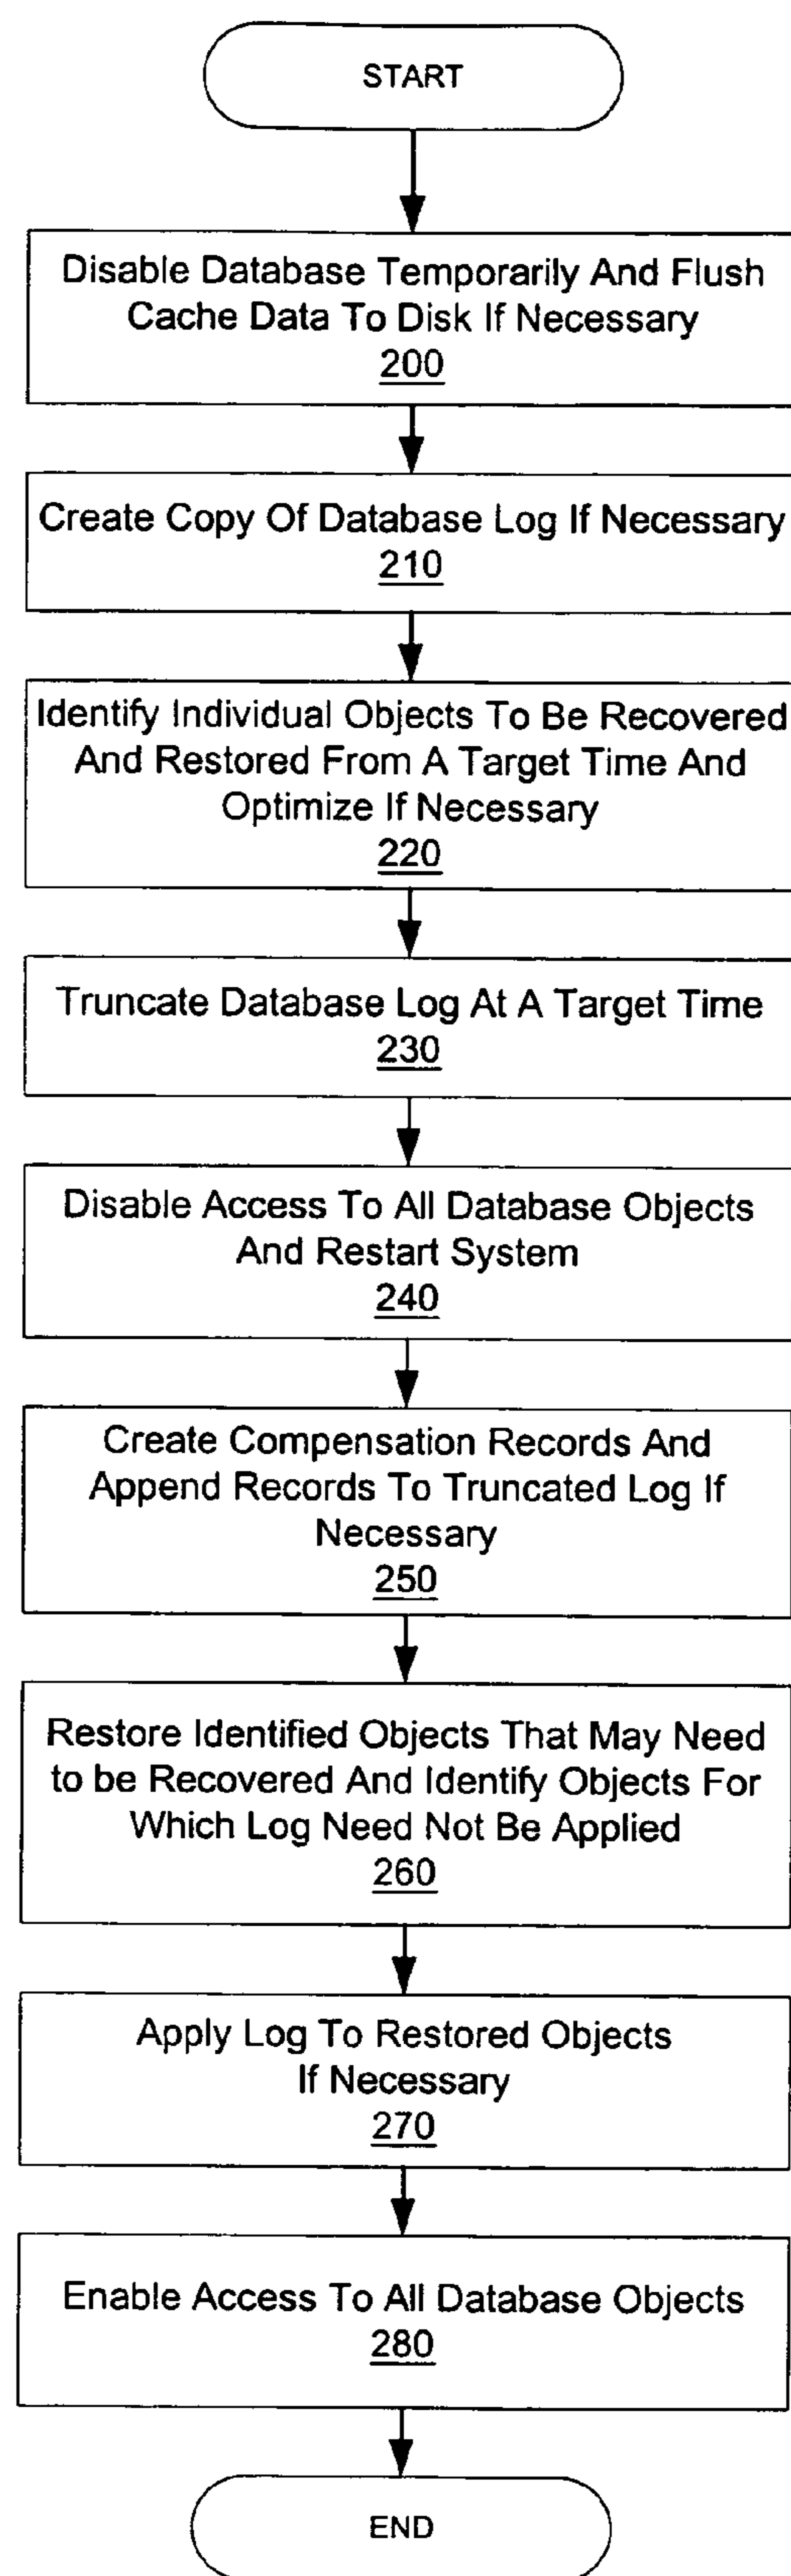 START
Disable Database Temporarily And Flush
Cache Data To Disk If Necessary
200
Create Copy Of Database Log If Necessary
210
Identify Individual Objects To Be Recovered
And Restored From A Target Time And
Optimize If Necessary
220
Truncate Database Log At A Target Time
230
Disable Access To All Database Objects
And Restart System
240
Create Compensation Records And
Append Records To Truncated Log If
Necessary
250
Restore Identified Objects That May Need
to be Recovered And Identify Objects For
Which Log Need Not Be Applied
260
Apply Log To Restored Objects
If Necessary
270
Enable Access To All Database Objects
280
END